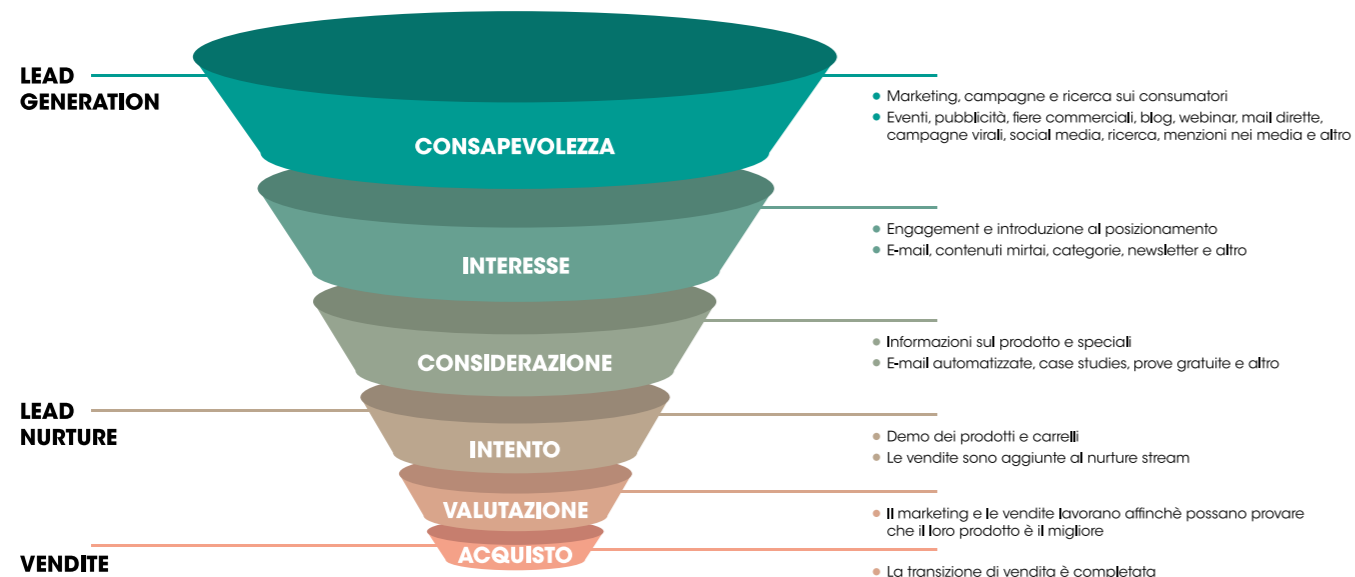 LEAD
GENERATION
CONSAPEVOLEZZA
• Marketing, campagne e ricerca sui consumatori
• Eventi, pubblicità, fiere commerciali, blog, webinar, mail dirette,
campagne virali, social media, ricerca, menzioni nei media e altro
INTERESSE
• Engagement e introduzione al posizionamento
• E-mail, contenuti mirtai, categorie, newsletter e altro
CONSIDERAZIONE
• Informazioni sul prodotto e speciali
• E-mail automatizzate, case studies, prove gratuite e altro
LEAD
NURTURE
INTENTO
• Demo dei prodotti e carrelli
• Le vendite sono aggiunte al nurture stream
VALUTAZIONE
• Il marketing e le vendite lavorano affinchè possano provare
che il loro prodotto è il migliore
VENDITE
ACQUISTO
• La transizione di vendita è completata